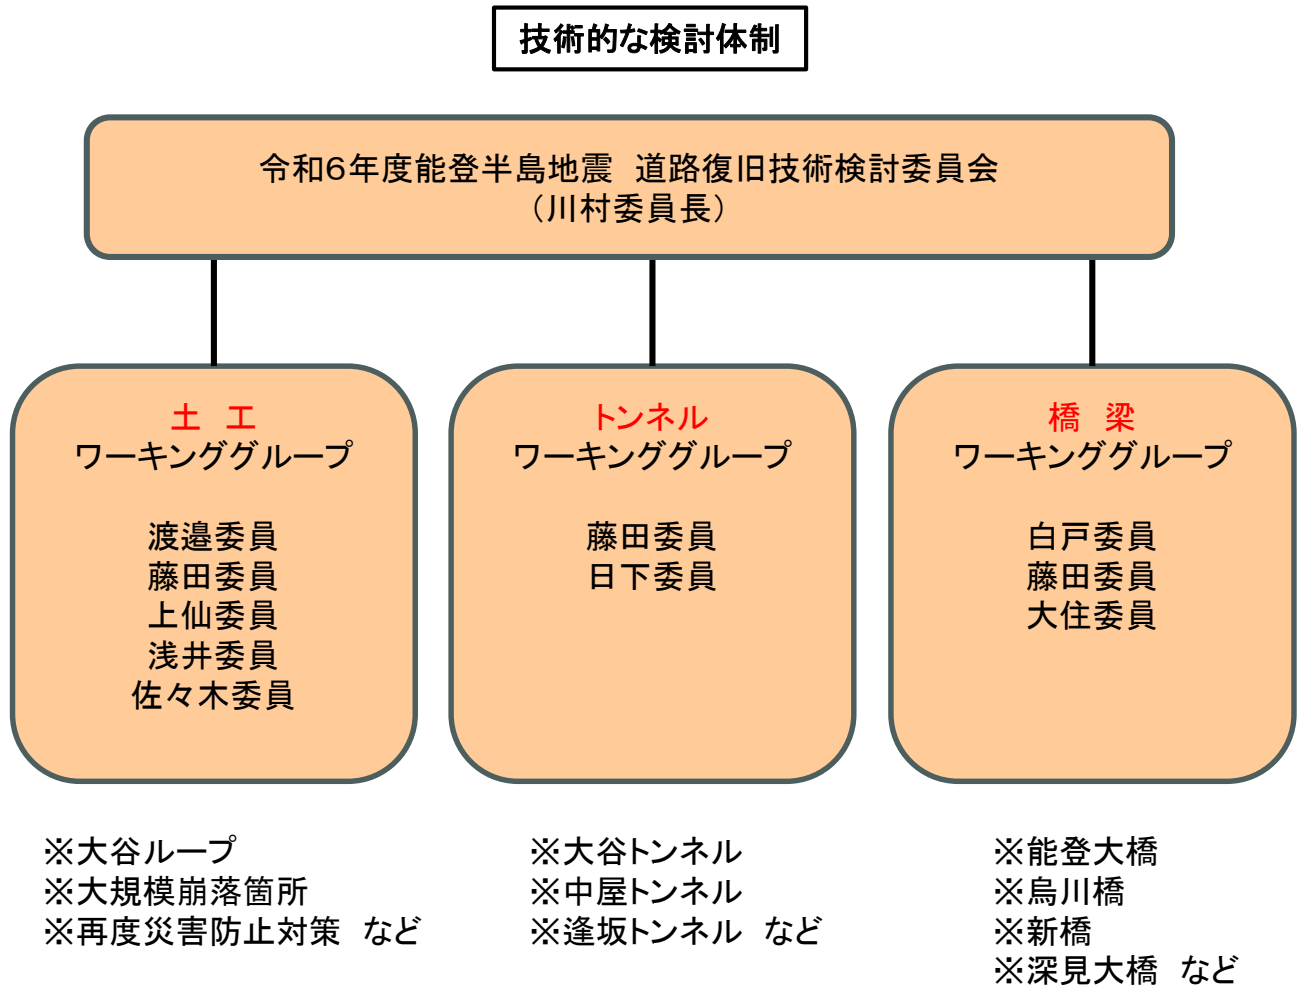 技術的な検討体制
令和6年度能登半島地震　道路復旧技術検討委員会
（川村委員長）
土　工
ワーキンググループ
渡邉委員
藤田委員
上仙委員
浅井委員
佐々木委員
トンネル
ワーキンググループ
藤田委員
日下委員
橋　梁
ワーキンググループ
白戸委員
藤田委員
大住委員
※大谷ループ
※大規模崩落箇所
※再度災害防止対策　など
※大谷トンネル
※中屋トンネル
※逢坂トンネル　など
※能登大橋
※烏川橋
※新橋
※深見大橋　など